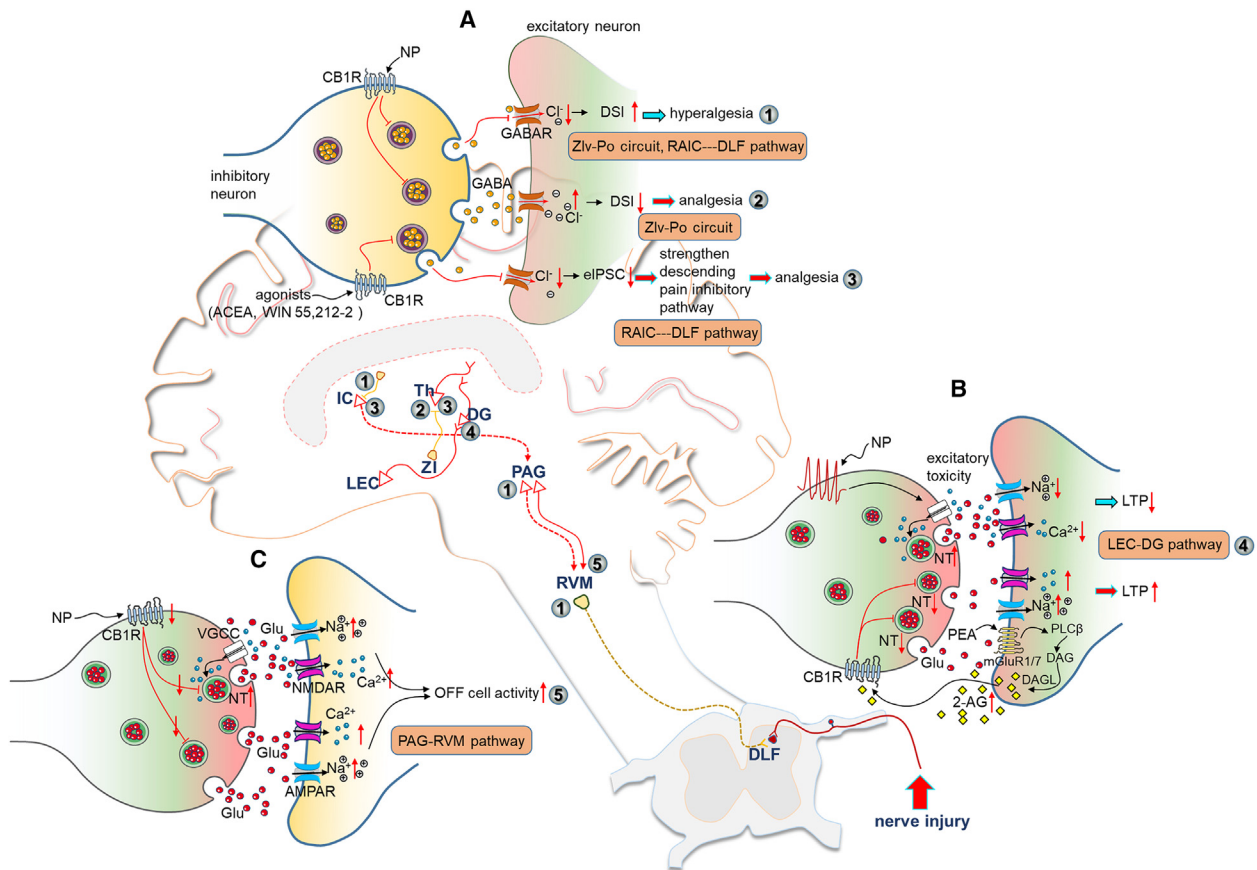 A
excitatory neuron
NP
CB1R
Cl⁻
DSI
hyperalgesia
1
GABAR
ZIv-Po circuit, RAIC---DLF pathway
inhibitory
neuron
GABA
Cl⁻
DSI
analgesia
2
ZIv-Po circuit
strengthen
descending
pain inhibitory
pathway
Cl⁻
eIPSC
analgesia
3
agonists
(ACEA, WIN 55,212-2 )
CB1R
RAIC---DLF pathway
1
IC
3
Th
2
3
DG
4
ZI
LEC
PAG
1
5
RVM
1
DLF
nerve injury
B
NP
excitatory
toxicity
Na⁺
LTP
Ca²⁺
NT
LEC-DG pathway
4
LTP
NT
Na⁺
NT
PEA
PLCβ
Glu
mGluR1/7
DAG
CB1R
DAGL
2-AG
C
NP
CB1R
VGCC
Glu
Na⁺
NT
NMDAR
Ca²⁺
OFF cell activity
5
Ca²⁺
Glu
PAG-RVM pathway
Na⁺
AMPAR
Glu